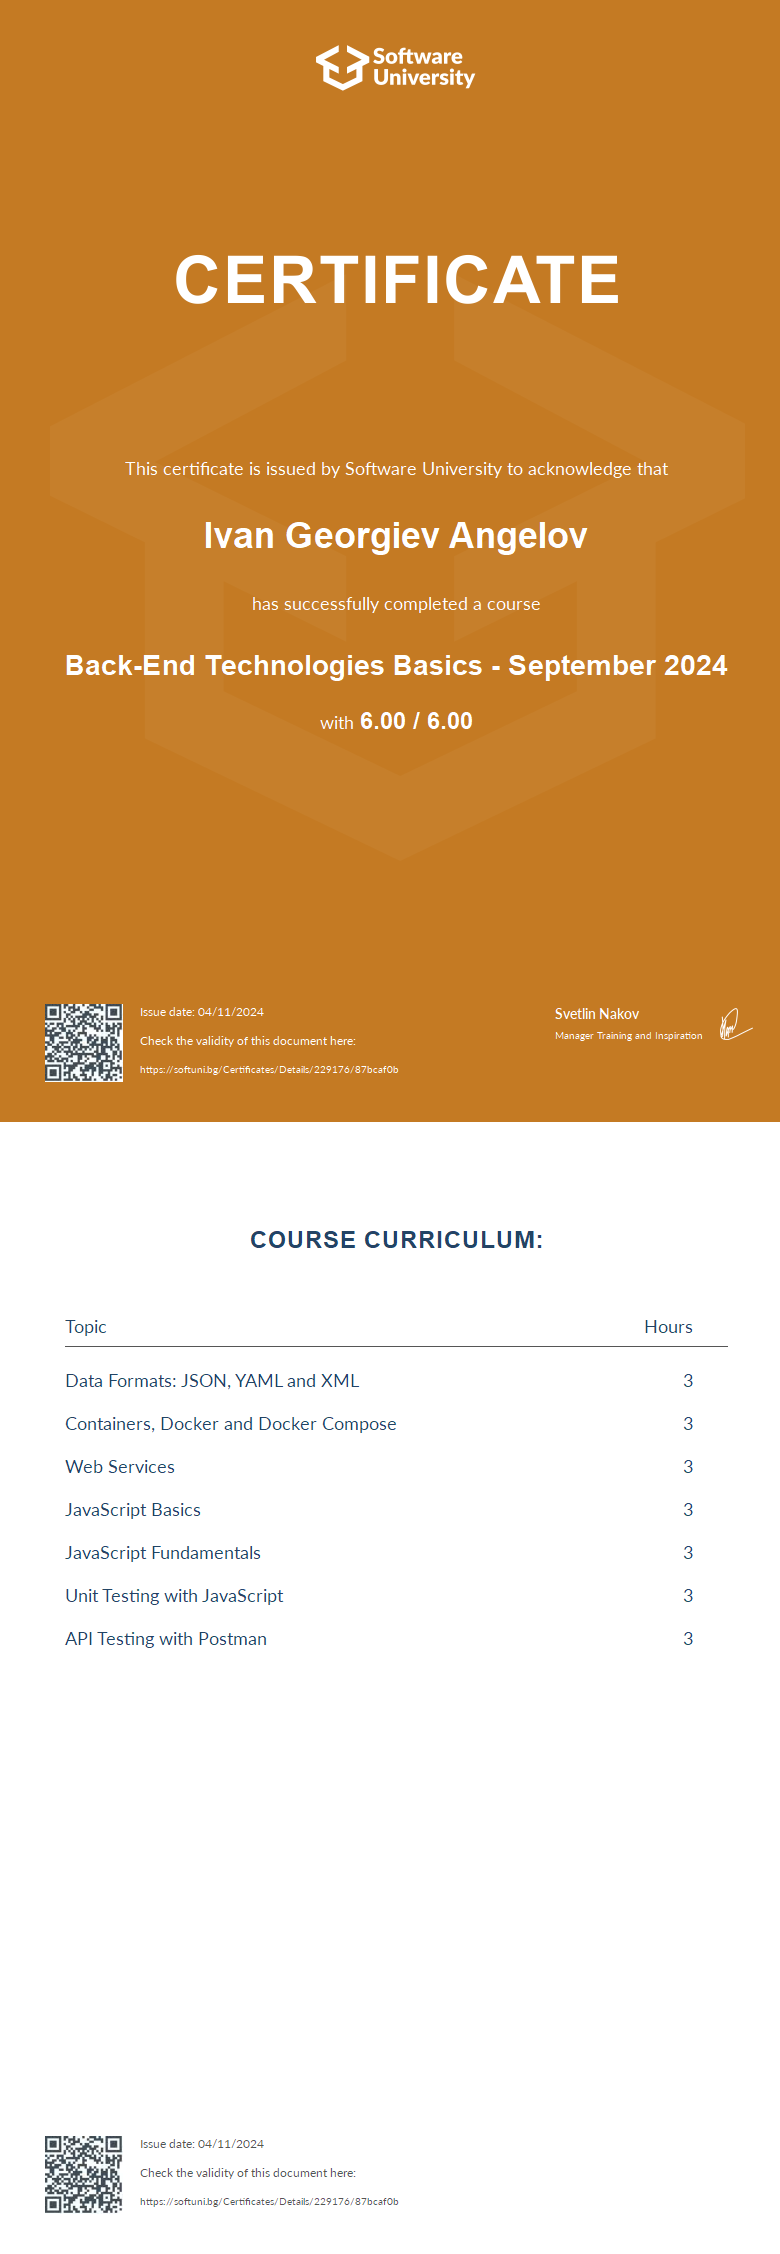 Software
University
CERTIFICATE
This certificate is issued by Software University to acknowledge that
Ivan Georgiev Angelov
has successfully completed a course
Back-End Technologies Basics - September 2024
with 6.00 / 6.00
Issue date: 04/11/2024
Check the validity of this document here:
https://softuni.bg/Certificates/Details/229176/87bcaf0b
Svetlin Nakov
Manager Training and Inspiration
COURSE CURRICULUM:
Topic Hours
Data Formats: JSON, YAML and XML 3
Containers, Docker and Docker Compose 3
Web Services 3
JavaScript Basics 3
JavaScript Fundamentals 3
Unit Testing with JavaScript 3
API Testing with Postman 3
Issue date: 04/11/2024
Check the validity of this document here:
https://softuni.bg/Certificates/Details/229176/87bcaf0b